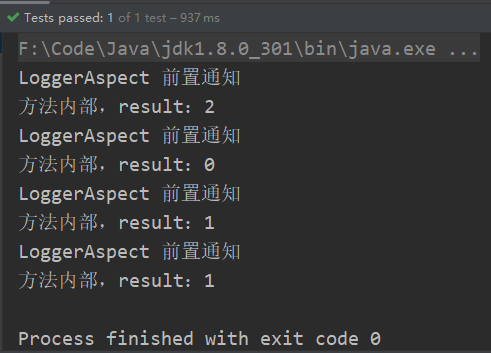 Tests passed: 1 of 1 test – 937 ms
F:\Code\Java\jdk1.8.0_301\bin\java.exe ...
LoggerAspect 前置通知
方法内部，result：2
LoggerAspect 前置通知
方法内部，result：0
LoggerAspect 前置通知
方法内部，result：1
LoggerAspect 前置通知
方法内部，result：1
Process finished with exit code 0